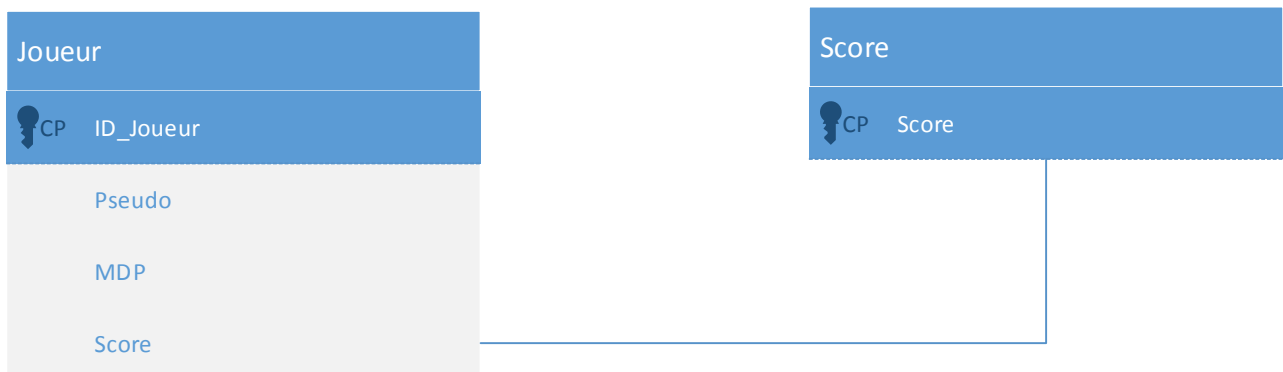 Joueur
CP ID_Joueur
Pseudo
MDP
Score
Score
CP Score